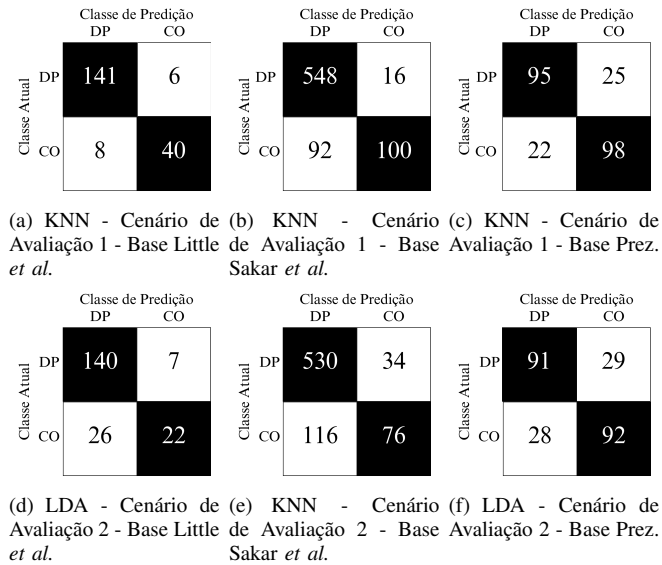 Classe de Predição Classe de Predição Classe de Predição
DP CO DP CO DP CO
Classe Atual DP 141 6 Classe Atual DP 548 16 Classe Atual DP 95 25
CO 8 40 CO 92 100 CO 22 98
(a) KNN - Cenário de (b) KNN - Cenário (c) KNN - Cenário de
Avaliação 1 - Base Little de Avaliação 1 - Base Avaliação 1 - Base Prez.
et al. Sakar et al.
Classe de Predição Classe de Predição Classe de Predição
DP CO DP CO DP CO
Classe Atual DP 140 7 Classe Atual DP 530 34 Classe Atual DP 91 29
CO 26 22 CO 116 76 CO 28 92
(d) LDA - Cenário de (e) KNN - Cenário (f) LDA - Cenário de
Avaliação 2 - Base Little de Avaliação 2 - Base Avaliação 2 - Base Prez.
et al. Sakar et al.